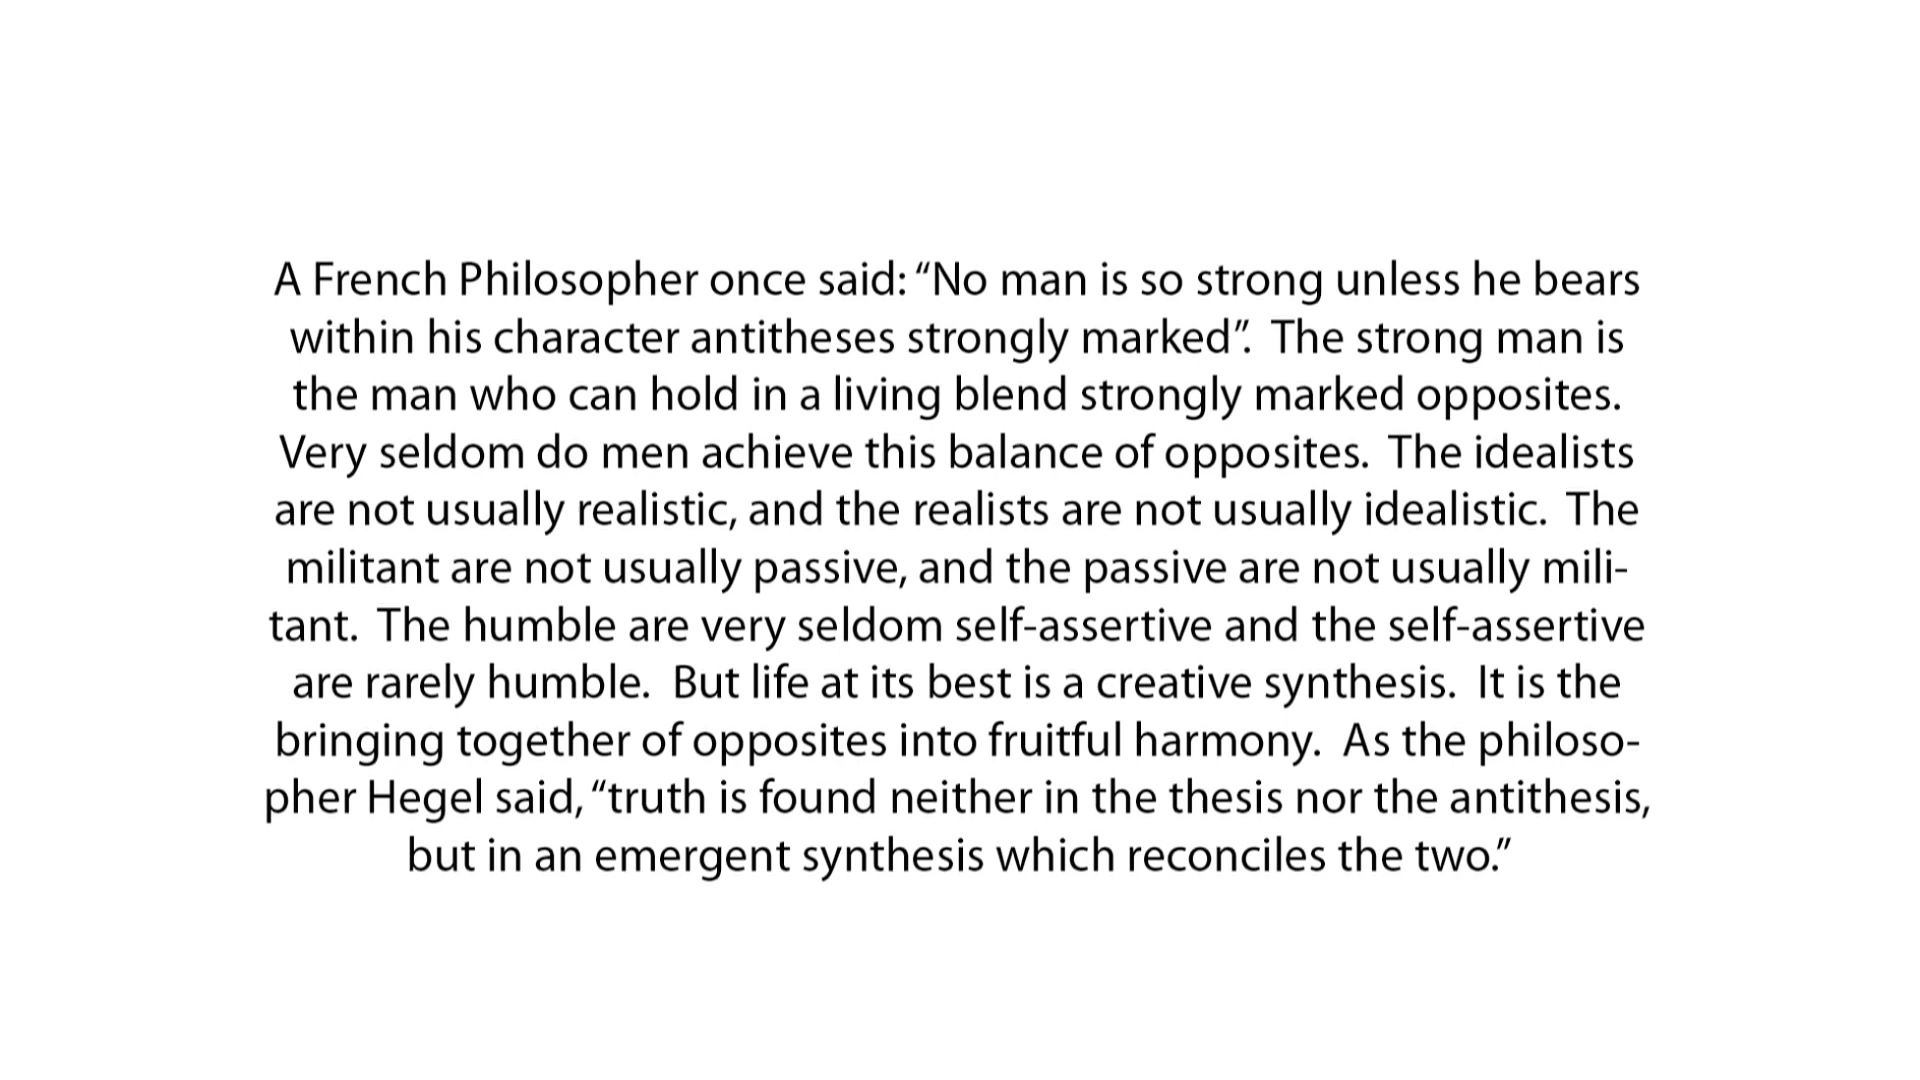 A French Philosopher once said: “No man is so strong unless he bears
within his character antitheses strongly marked”.  The strong man is
the man who can hold in a living blend strongly marked opposites.
Very seldom do men achieve this balance of opposites.  The idealists
are not usually realistic, and the realists are not usually idealistic.  The
militant are not usually passive, and the passive are not usually mili-
tant.  The humble are very seldom self-assertive and the self-assertive
are rarely humble.  But life at its best is a creative synthesis.  It is the
bringing together of opposites into fruitful harmony.  As the philoso-
pher Hegel said, “truth is found neither in the thesis nor the antithesis,
but in an emergent synthesis which reconciles the two.”